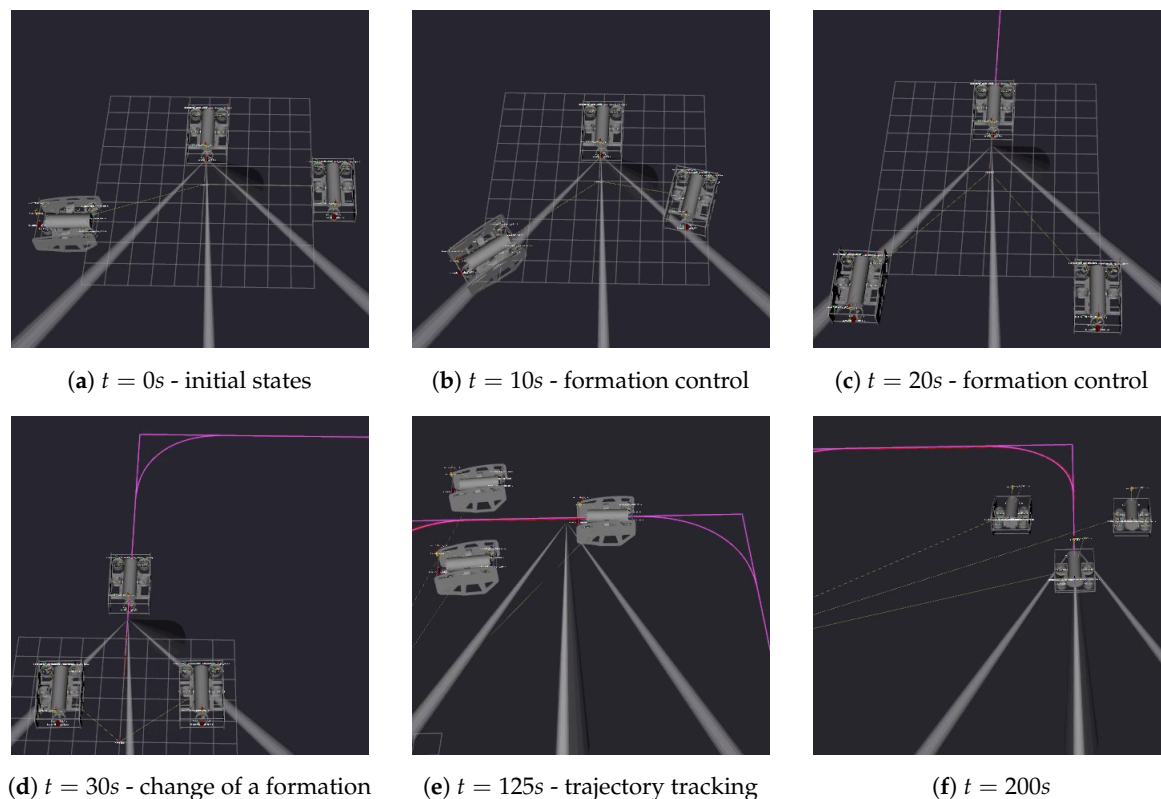 (a) t = 0s - initial states
(b) t = 10s - formation control
(c) t = 20s - formation control
(d) t = 30s - change of a formation
(e) t = 125s - trajectory tracking
(f) t = 200s